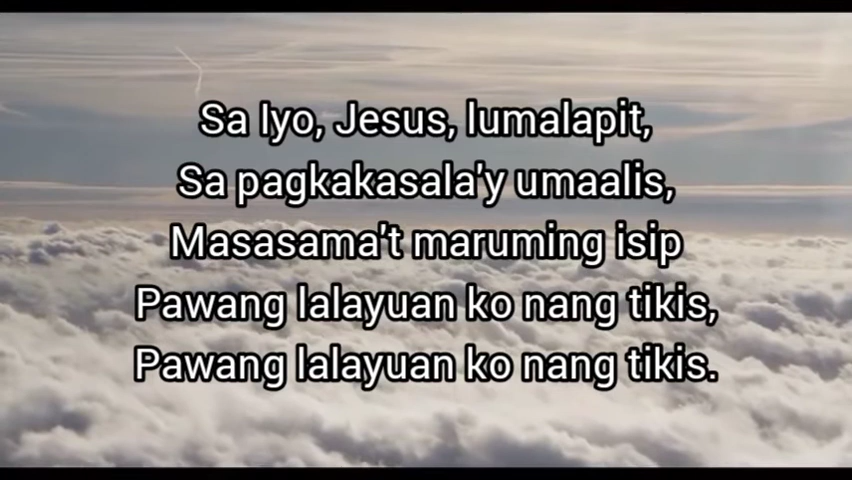 Sa Iyo, Jesus, lumalapit,
Sa pagkakasala'y umaalis,
Masasama't maruming isip
Pawang lalayuan ko nang tikis,
Pawang lalayuan ko nang tikis.